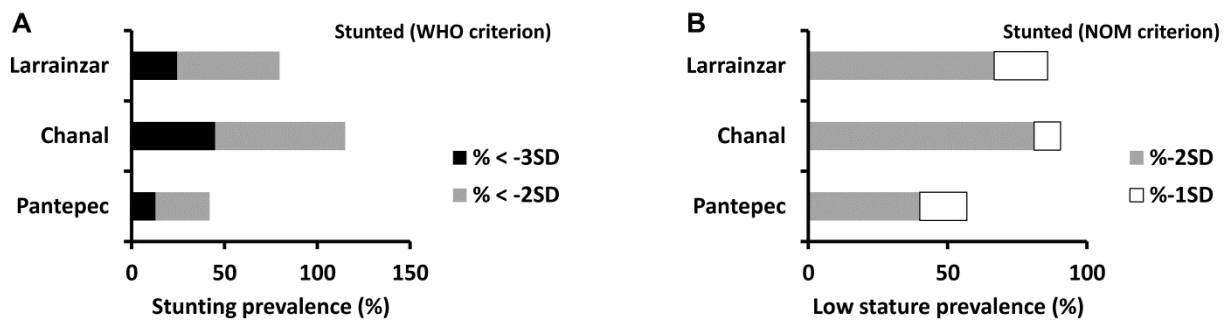 A
Stunted (WHO criterion)
Larrainzar
Chanal
Pantepec
% < -3SD
% < -2SD
0 50 100 150
Stunting prevalence (%)
B
Stunted (NOM criterion)
Larrainzar
Chanal
Pantepec
%-2SD
%-1SD
0 50 100
Low stature prevalence (%)